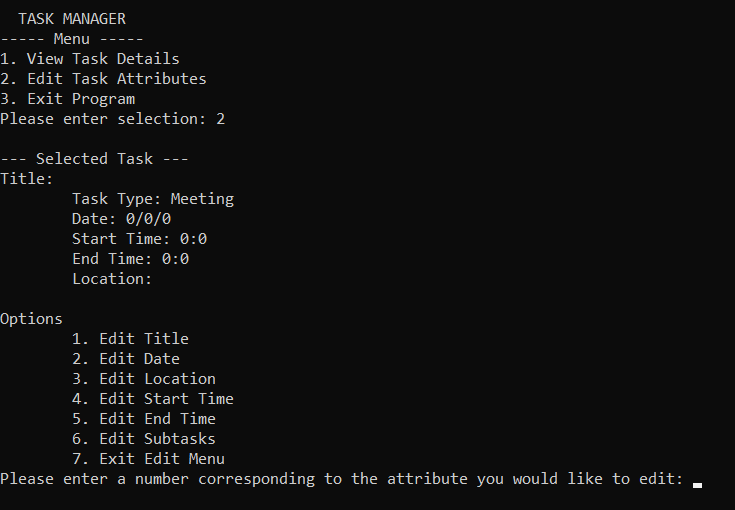 TASK MANAGER
----- Menu -----
1. View Task Details
2. Edit Task Attributes
3. Exit Program
Please enter selection: 2
--- Selected Task ---
Title:
Task Type: Meeting
Date: 0/0/0
Start Time: 0:0
End Time: 0:0
Location:
Options
1. Edit Title
2. Edit Date
3. Edit Location
4. Edit Start Time
5. Edit End Time
6. Edit Subtasks
7. Exit Edit Menu
Please enter a number corresponding to the attribute you would like to edit: